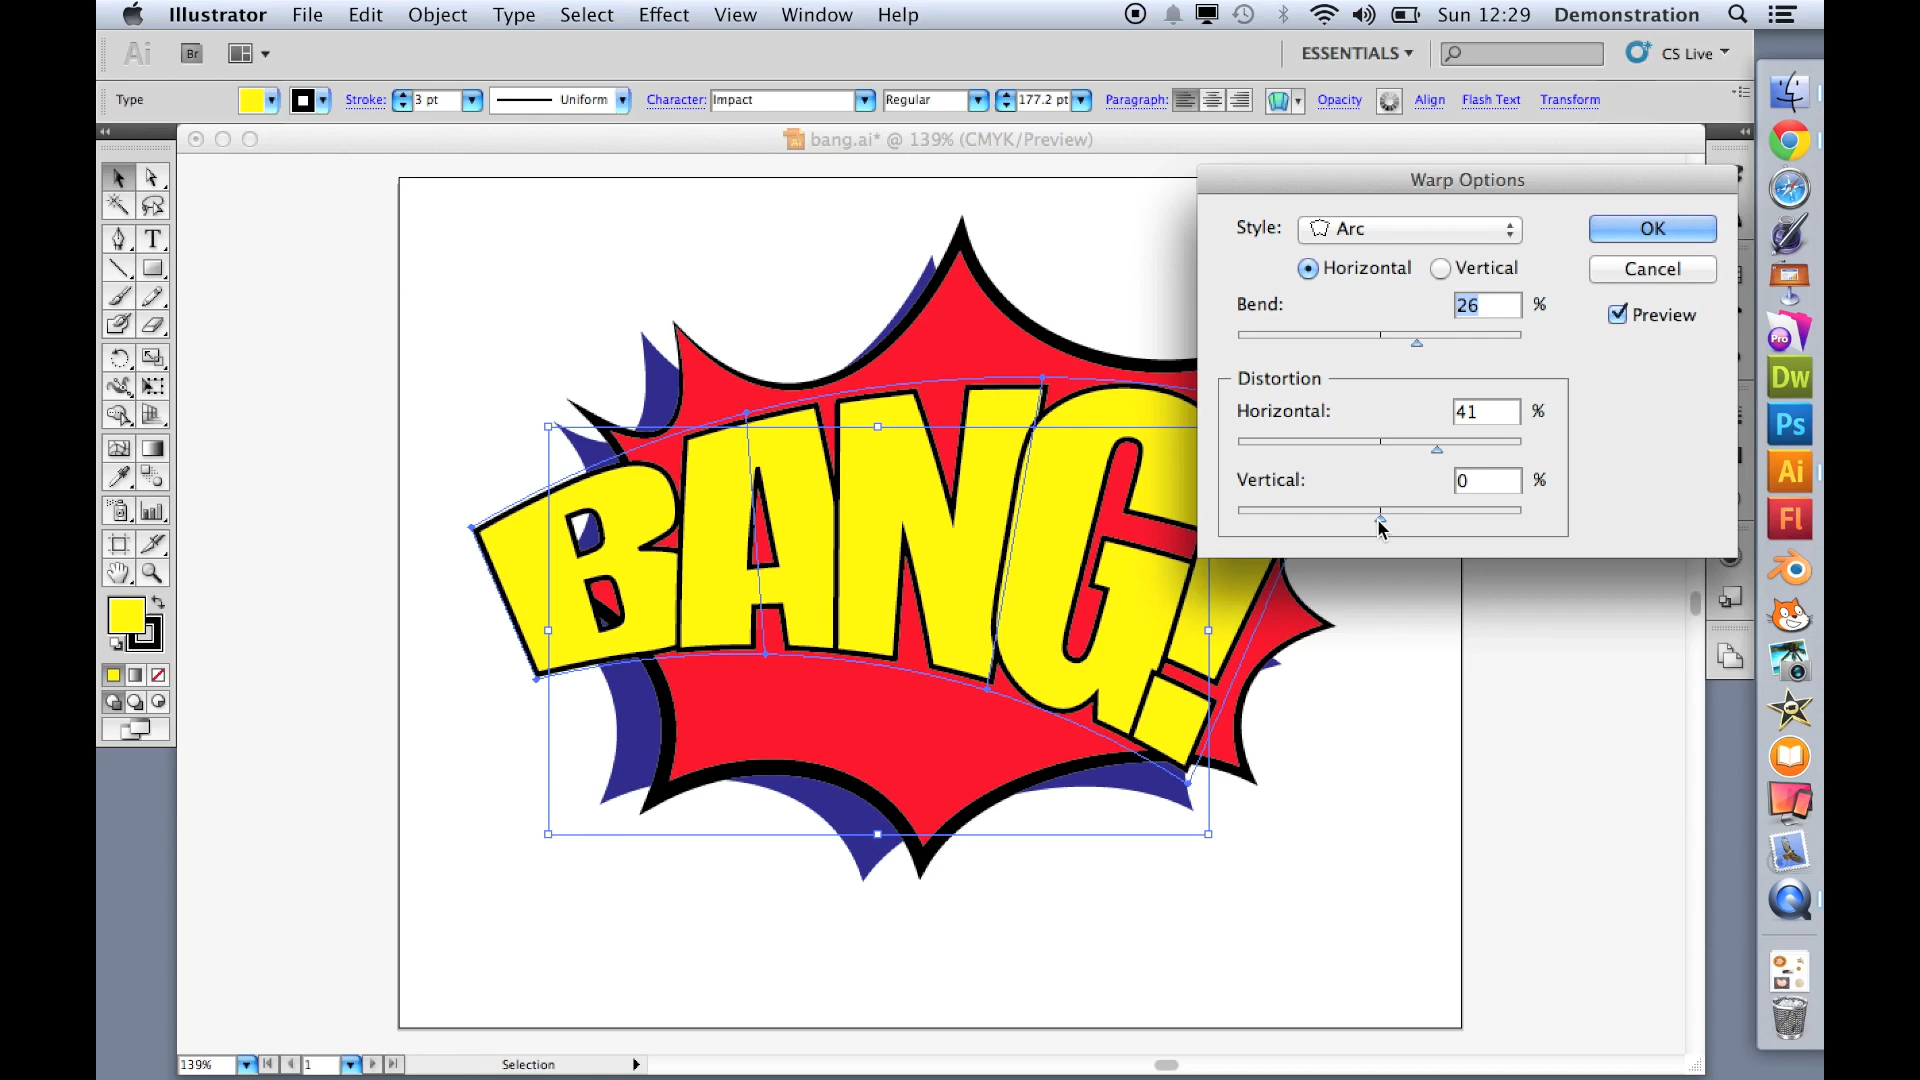 Illustrator File Edit Object Type Select Effect View Window Help Sun 12:29 Demonstration
Ai Br ESSENTIALS CS Live
Type Stroke: 3 pt Uniform Character: Impact Regular 177.2 pt Paragraph: Opacity Align Flash Text Transform
bang.ai* @ 139% (CMYK/Preview)
Warp Options
Style: Arc OK
Horizontal Vertical Cancel
Bend: 26 % Preview
Distortion
Horizontal: 41 %
Vertical: 0 %
BANG!
T
Pro
Dw
Ps
Ai
Fl
139% 1 Selection